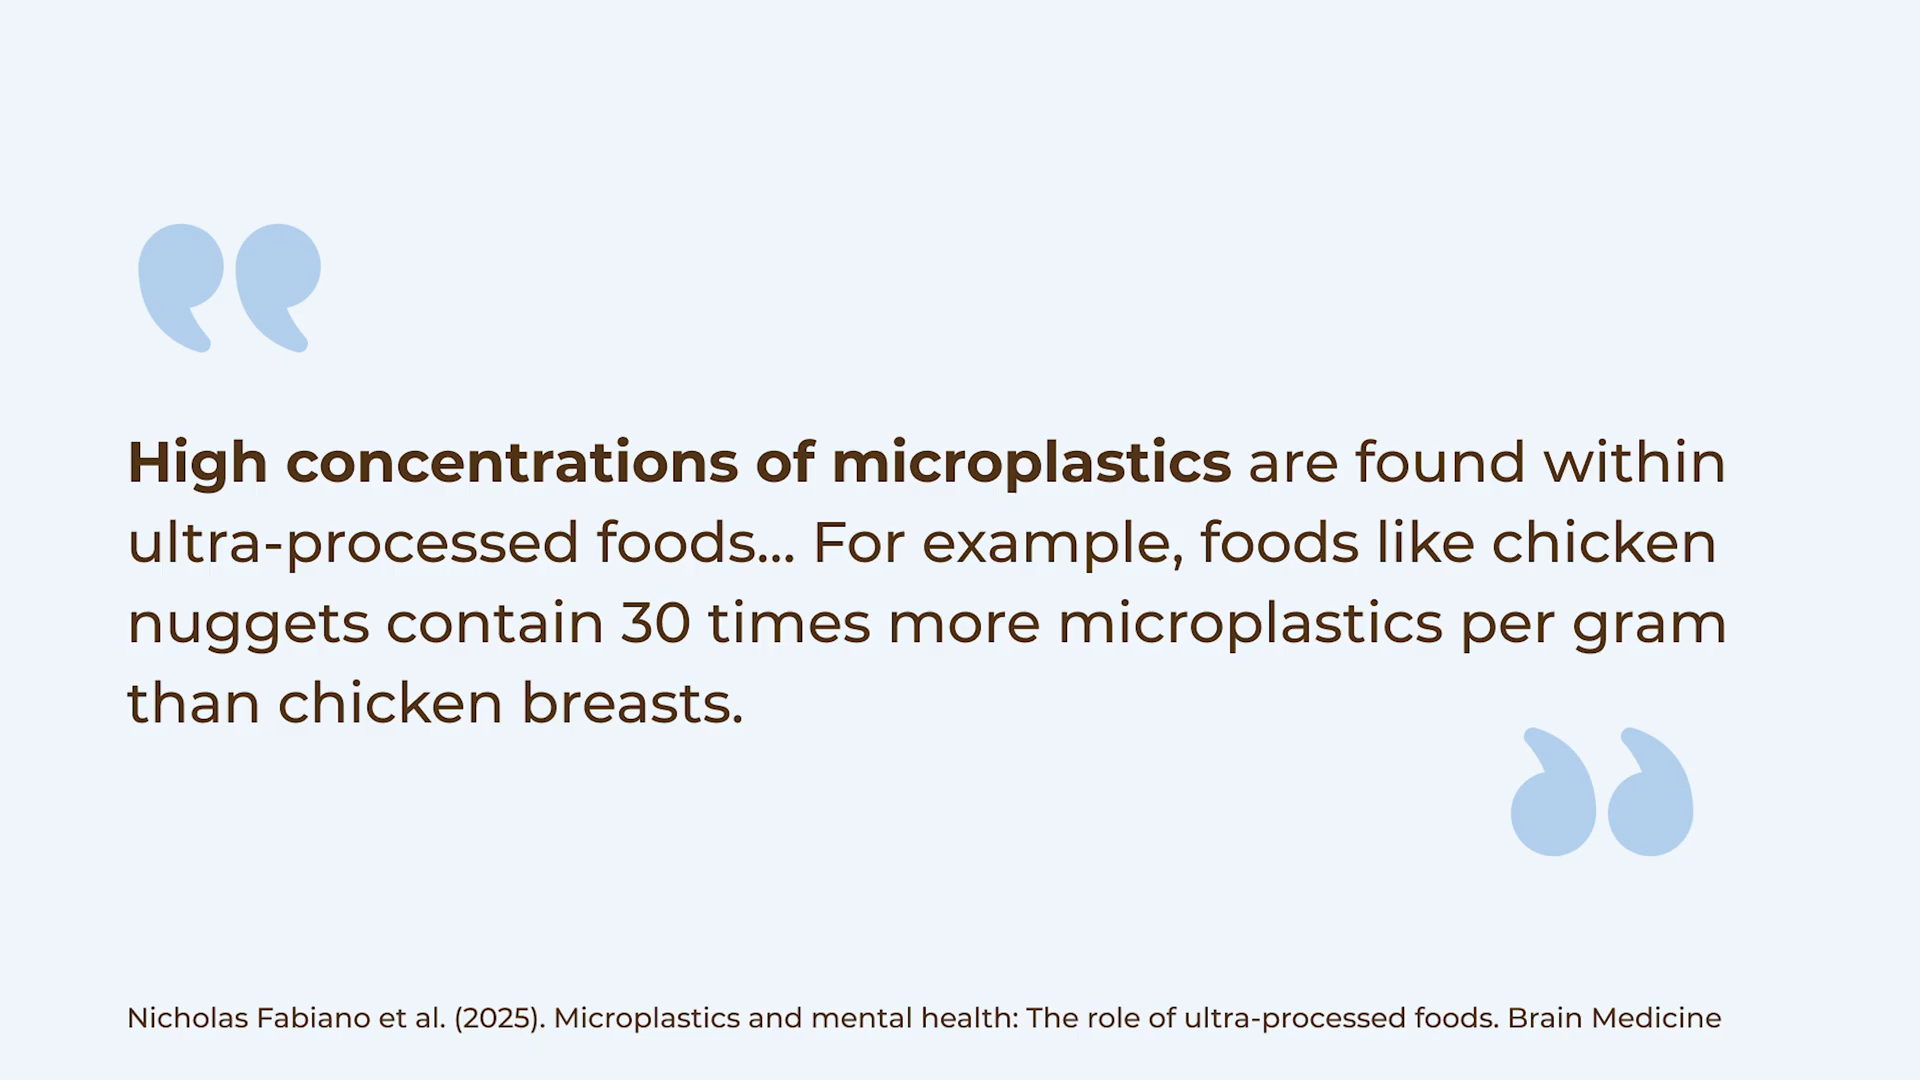 High concentrations of microplastics are found within
ultra-processed foods... For example, foods like chicken
nuggets contain 30 times more microplastics per gram
than chicken breasts.
Nicholas Fabiano et al. (2025). Microplastics and mental health: The role of ultra-processed foods. Brain Medicine